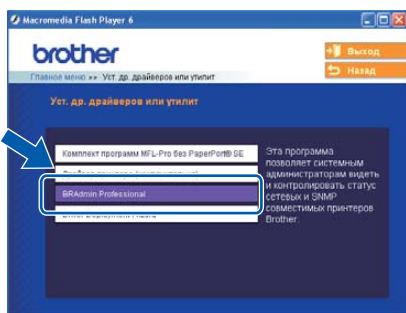 Macromedia Flash Player 6
brother
Выход
Главное меню »» Уст. др. драйверов или утилит
Назад
Уст. др. драйверов или утилит
Комплект программ MFL-Pro без PaperPort® SE
BRAdmin Professional
Эта программа
позволяет системным
администраторам видеть
и контролировать статус
сетевых и SNMP
совместимых принтеров
Brother.